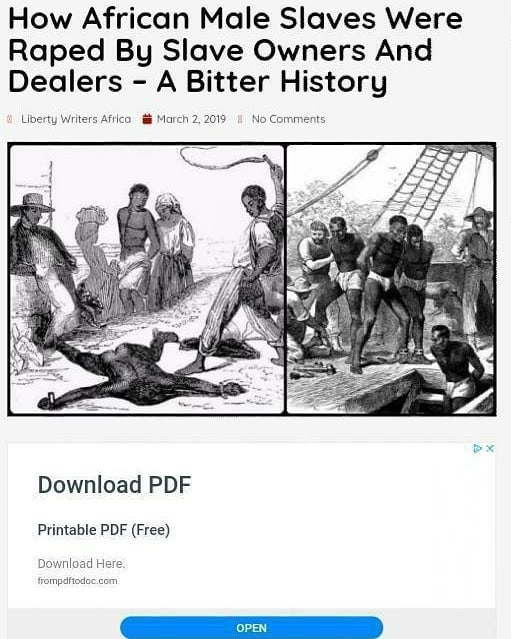 How African Male Slaves Were
Raped By Slave Owners And
Dealers – A Bitter History
Liberty Writers Africa March 2, 2019 No Comments
Download PDF
Printable PDF (Free)
Download Here.
frompdftodoc.com
OPEN